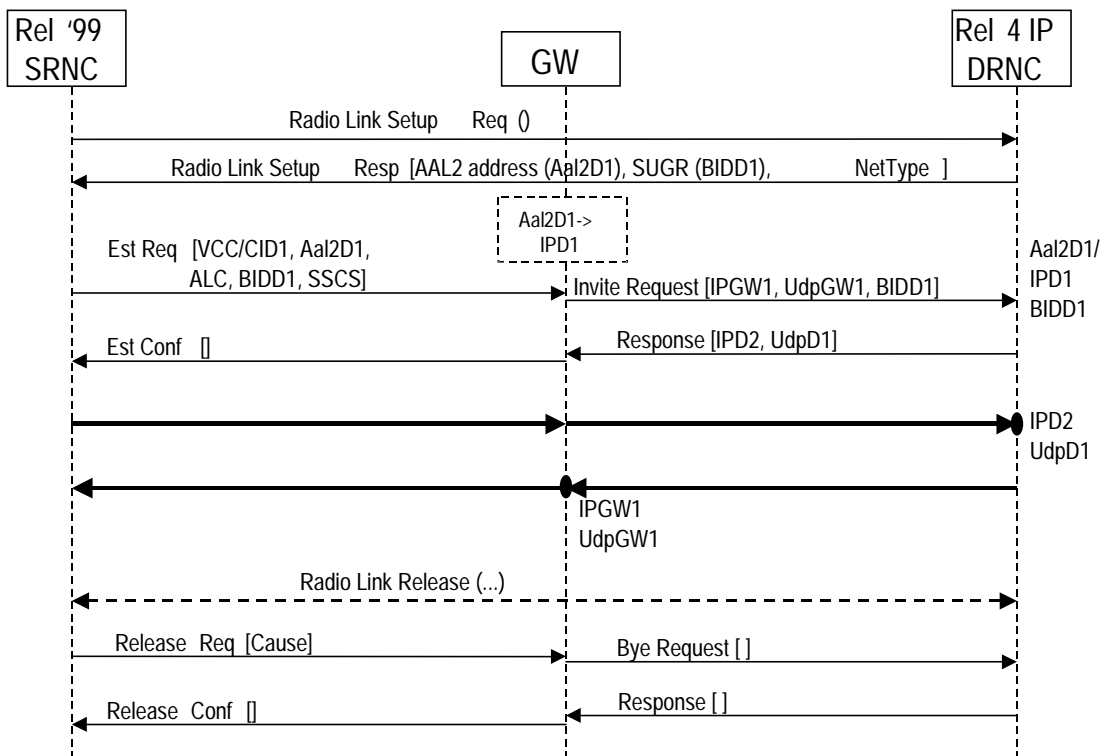 Rel '99
SRNC
GW
Rel 4 IP
DRNC
Radio Link Setup Req ()
Radio Link Setup Resp [AAL2 address (Aal2D1), SUGR (BIDD1), NetType ]
Aal2D1->
IPD1
Est Req [VCC/CID1, Aal2D1,
ALC, BIDD1, SSCS]
Invite Request [IPGW1, UdpGW1, BIDD1]
Aal2D1/
IPD1
BIDD1
Est Conf []
Response [IPD2, UdpD1]
IPD2
UdpD1
IPGW1
UdpGW1
Radio Link Release (...)
Release Req [Cause]
Bye Request [ ]
Release Conf []
Response [ ]